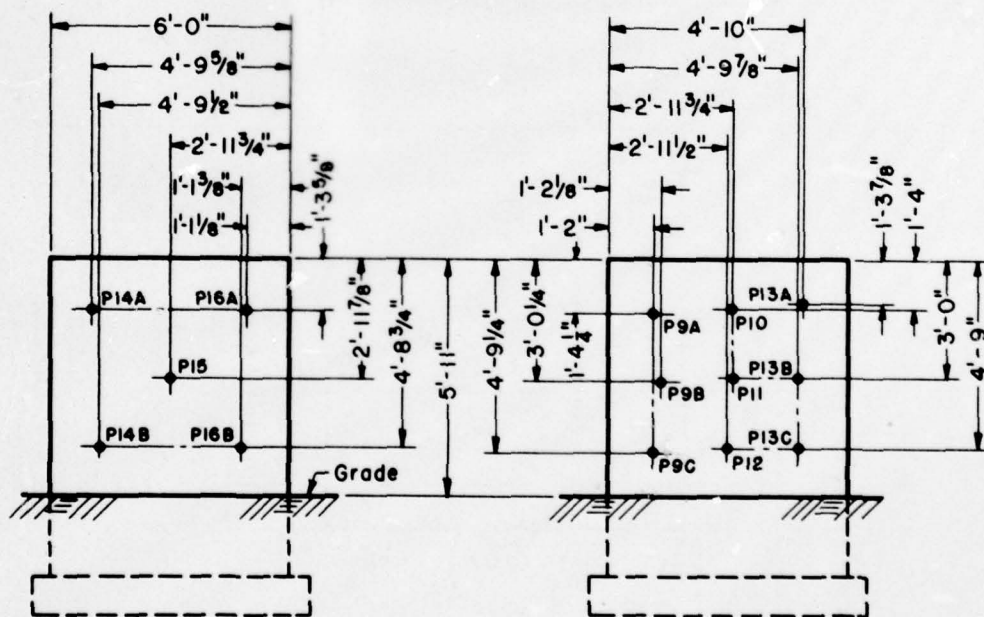 6'-0"
4'-9 5/8"
4'-9 1/2"
2'-11 3/4"
1'-1 3/8"
1'-1 1/8"
1'-3 5/8"
P14A
P16A
P15
P14B
P16B
2'-11 7/8"
4'-8 3/4"
5'-11"
Grade
4'-10"
4'-9 7/8"
2'-11 3/4"
2'-11 1/2"
1'-2 1/8"
1'-2"
1'-3 7/8"
1'-4"
4'-9 1/4"
3'-0 1/4"
1'-4 1/4"
P13A
P9A
P10
P13B
P9B
P11
P13C
P9C
P12
3'-0"
4'-9"